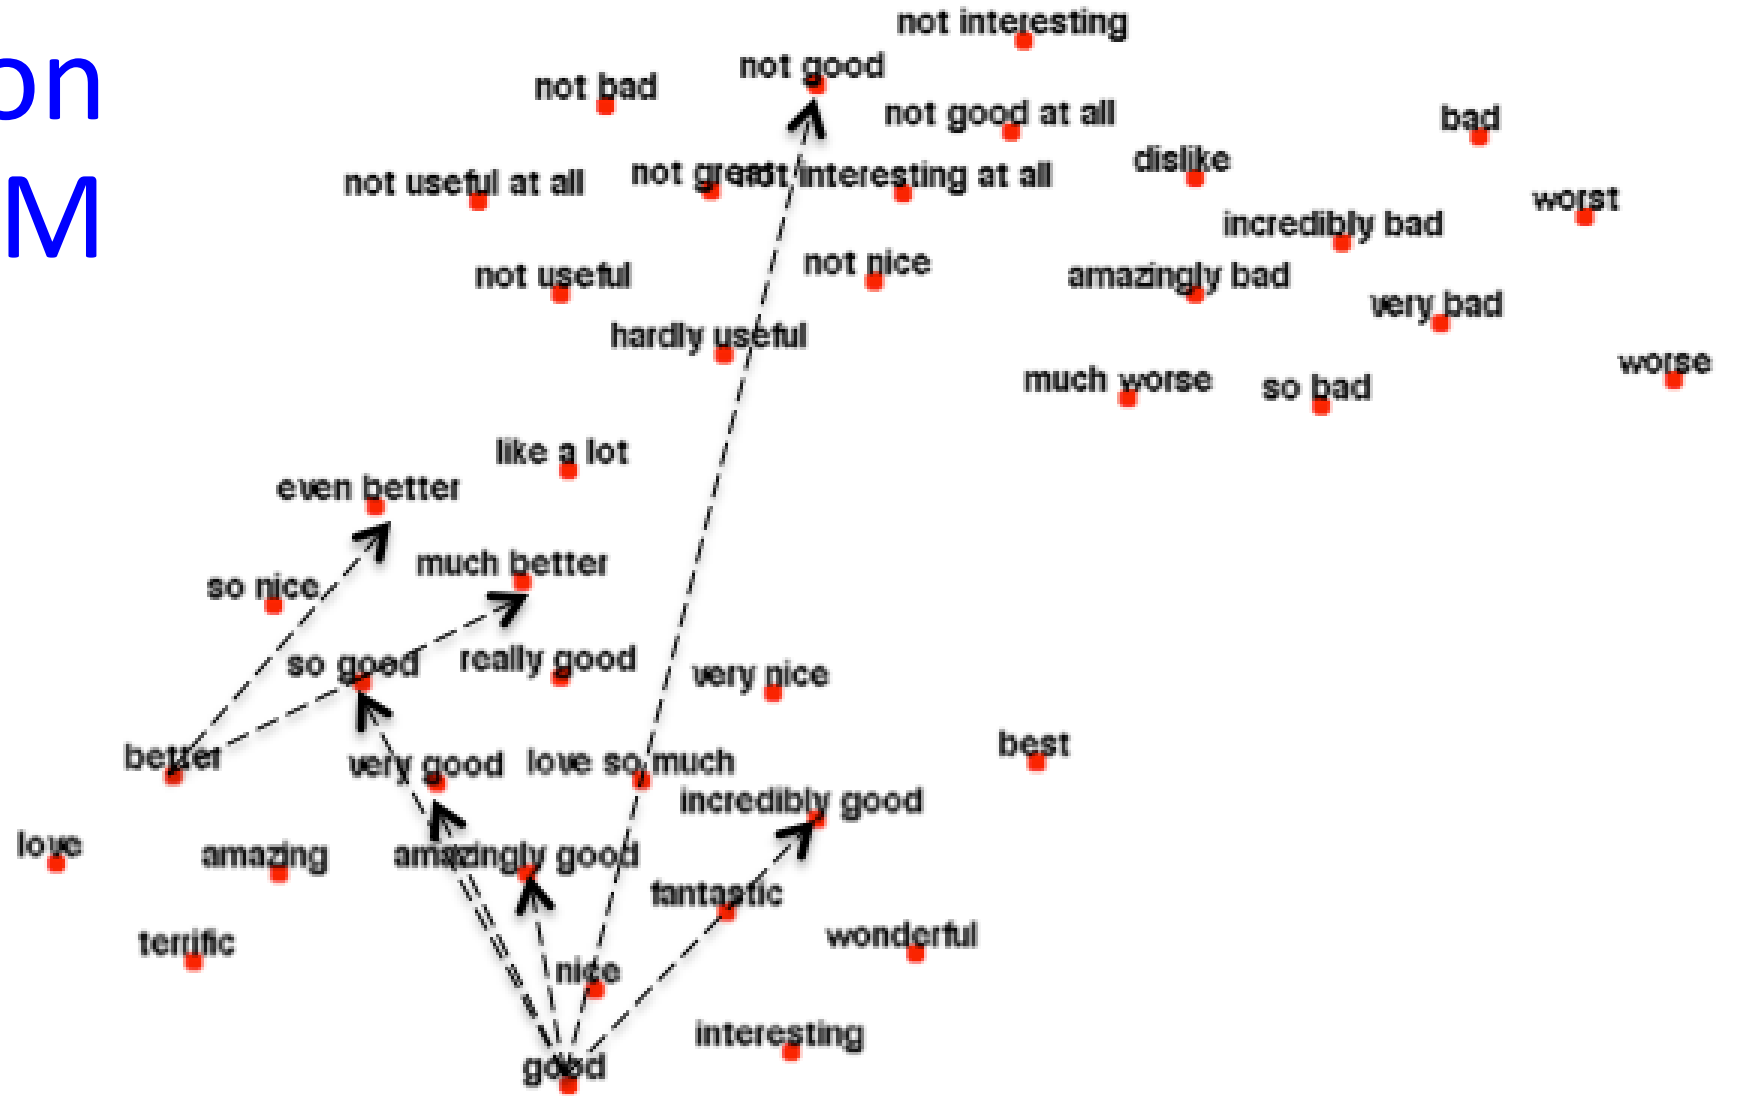 on
M
not interesting
not good
not bad
not good at all
bad
dislike
not great
not interesting at all
not useful at all
worst
incredibly bad
not nice
not useful
amazingly bad
very bad
hardly useful
worse
much worse
so bad
like a lot
even better
much better
so nice
so good
really good
very nice
best
better
very good
love so much
incredibly good
love
amazing
amazingly good
fantastic
wonderful
terrific
nice
interesting
good